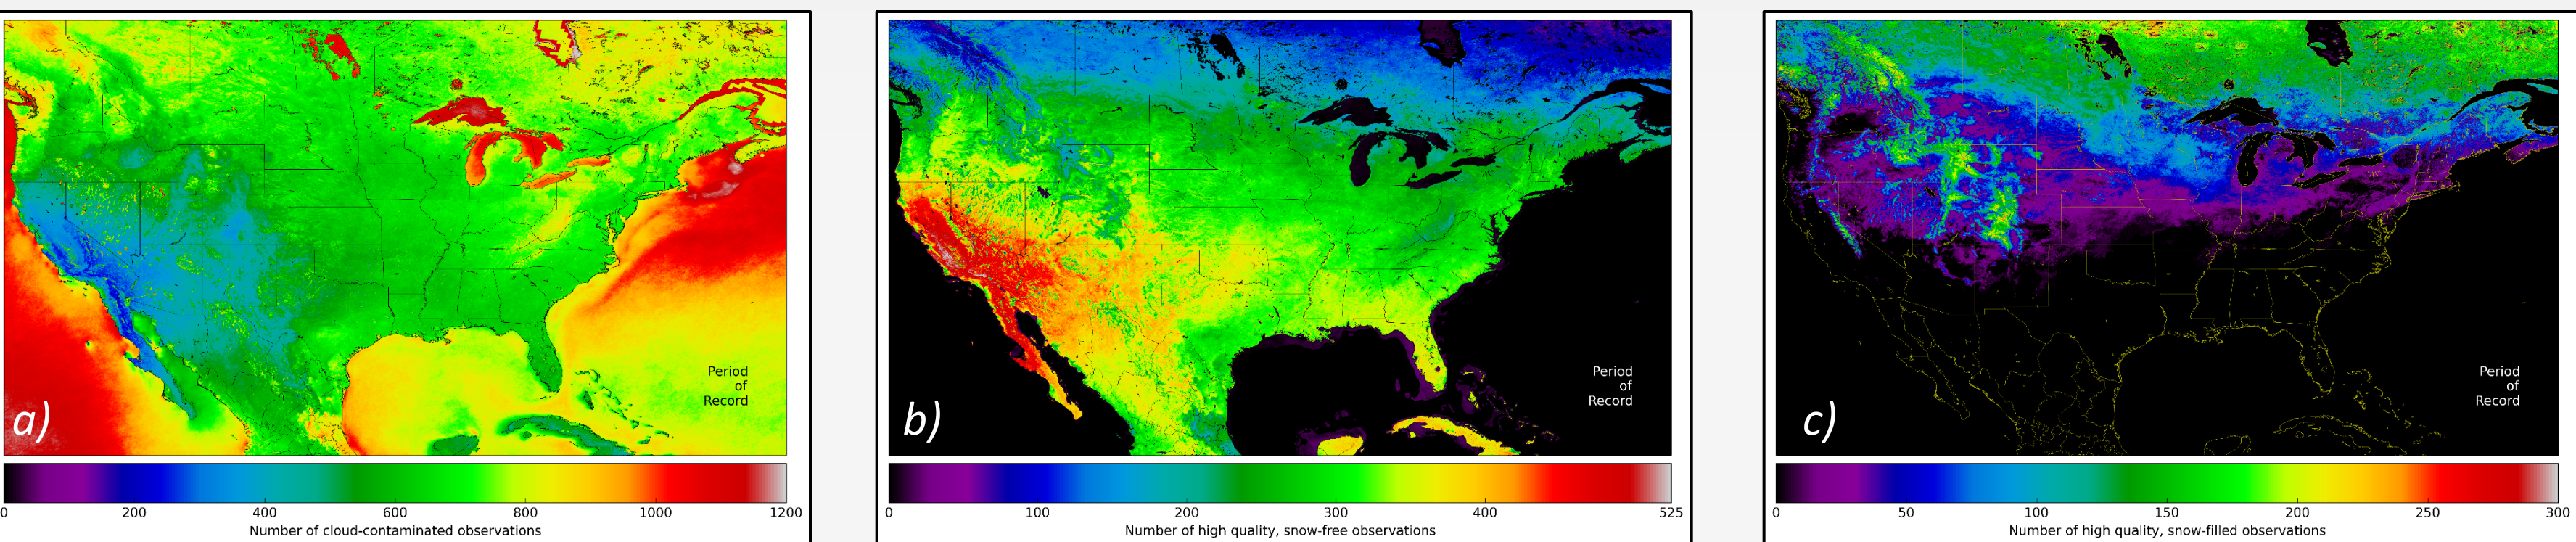 a)
Period
of
Record
0 200 400 600 800 1000 1200
Number of cloud-contaminated observations
b)
Period
of
Record
0 100 200 300 400 525
Number of high quality, snow-free observations
c)
Period
of
Record
0 50 100 150 200 250 300
Number of high quality, snow-filled observations